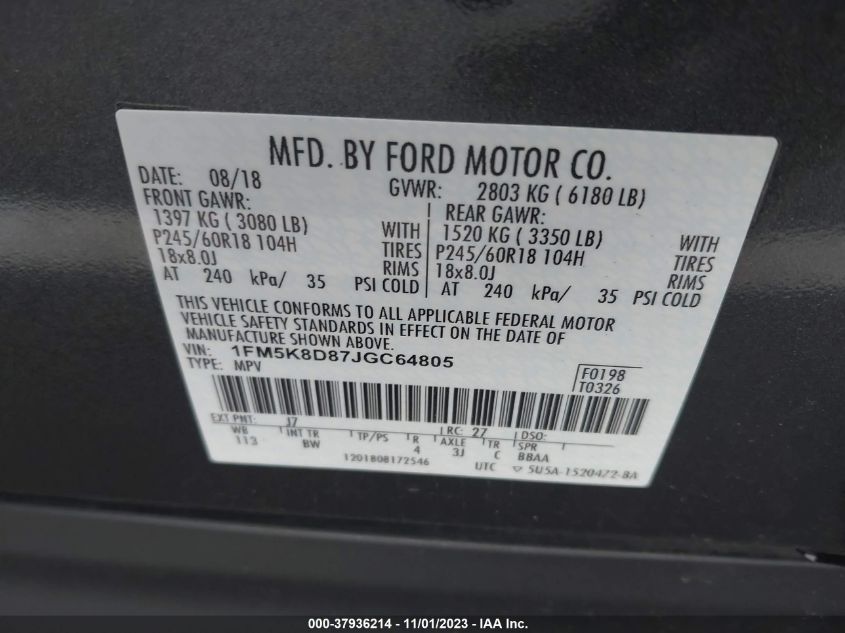 MFD. BY FORD MOTOR CO.
DATE: 08/18 GVWR: 2803 KG ( 6180 LB)
FRONT GAWR: REAR GAWR:
1397 KG ( 3080 LB) WITH 1520 KG ( 3350 LB) WITH
P245/60R18 104H TIRES P245/60R18 104H TIRES
18x8.0J RIMS 18x8.0J RIMS
AT 240 kPa/ 35 PSI COLD AT 240 kPa/ 35 PSI COLD
THIS VEHICLE CONFORMS TO ALL APPLICABLE FEDERAL MOTOR
VEHICLE SAFETY STANDARDS IN EFFECT ON THE DATE OF
MANUFACTURE SHOWN ABOVE.
VIN: 1FM5K8D87JGC64805
TYPE: MPV
F0198
T0326
EXT PNT: J7 RC: 27 DSO:
WB INT TR TP/PS R AXLE TR SPR
113 BW 4 3J C BBAA
1201808172546 UTC ▽ 5U5A-1520472-BA
000-37936214 - 11/01/2023 - IAA Inc.